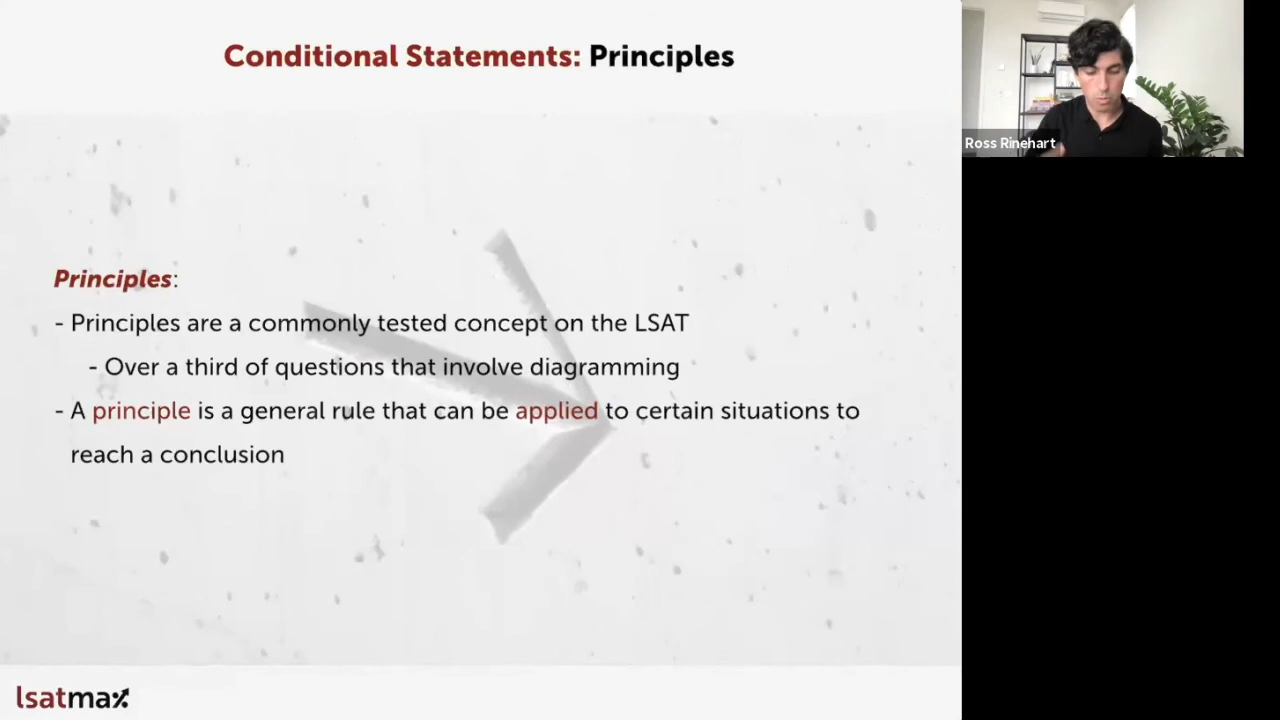 Conditional Statements: Principles
Ross Rinehart
Principles:
- Principles are a commonly tested concept on the LSAT
- Over a third of questions that involve diagramming
- A principle is a general rule that can be applied to certain situations to
reach a conclusion
lsatmax